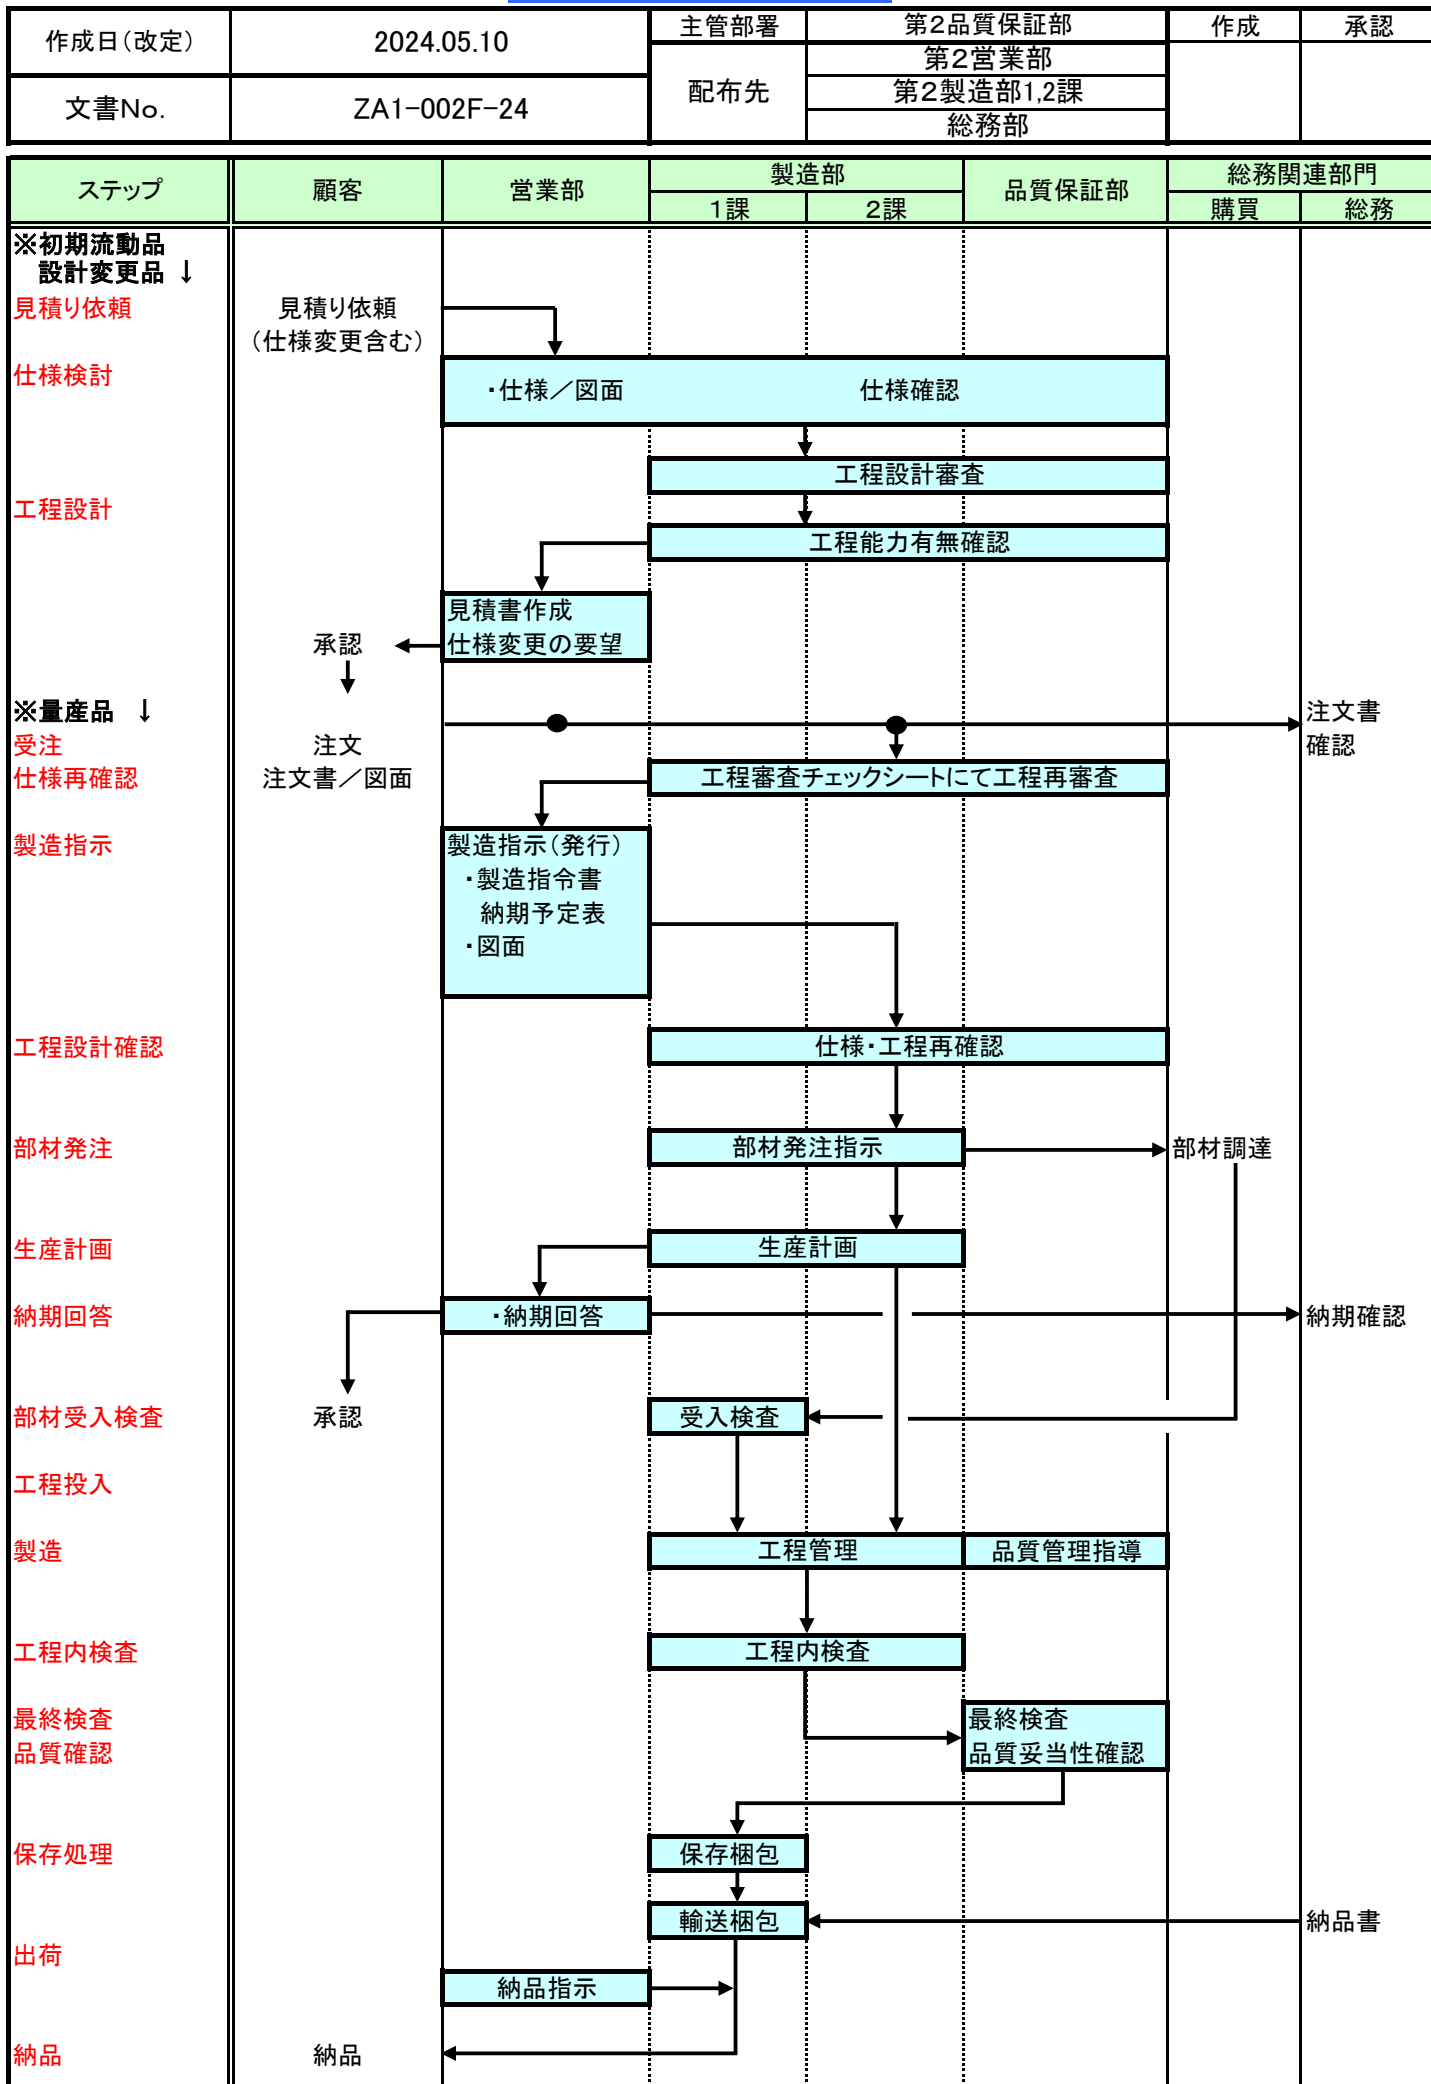 作成日(改定)
2024.05.10
主管部署
第2品質保証部
作成
承認
配布先
第2営業部
文書No.
ZA1-002F-24
第2製造部1,2課
総務部
ステップ
顧客
営業部
製造部
1課
2課
品質保証部
総務関連部門
購買
総務
※初期流動品
設計変更品 ↓
見積り依頼
見積り依頼
(仕様変更含む)
仕様検討
・仕様/図面
仕様確認
工程設計審査
工程設計
工程能力有無確認
見積書作成
承認
仕様変更の要望
※量産品 ↓
注文書
受注
注文
確認
仕様再確認
注文書/図面
工程審査チェックシートにて工程再審査
製造指示
製造指示(発行)
・製造指令書
納期予定表
・図面
工程設計確認
仕様・工程再確認
部材発注
部材発注指示
部材調達
生産計画
生産計画
納期回答
・納期回答
納期確認
部材受入検査
承認
受入検査
工程投入
製造
工程管理
品質管理指導
工程内検査
工程内検査
最終検査
最終検査
品質確認
品質妥当性確認
保存処理
保存梱包
輸送梱包
納品書
出荷
納品指示
納品
納品